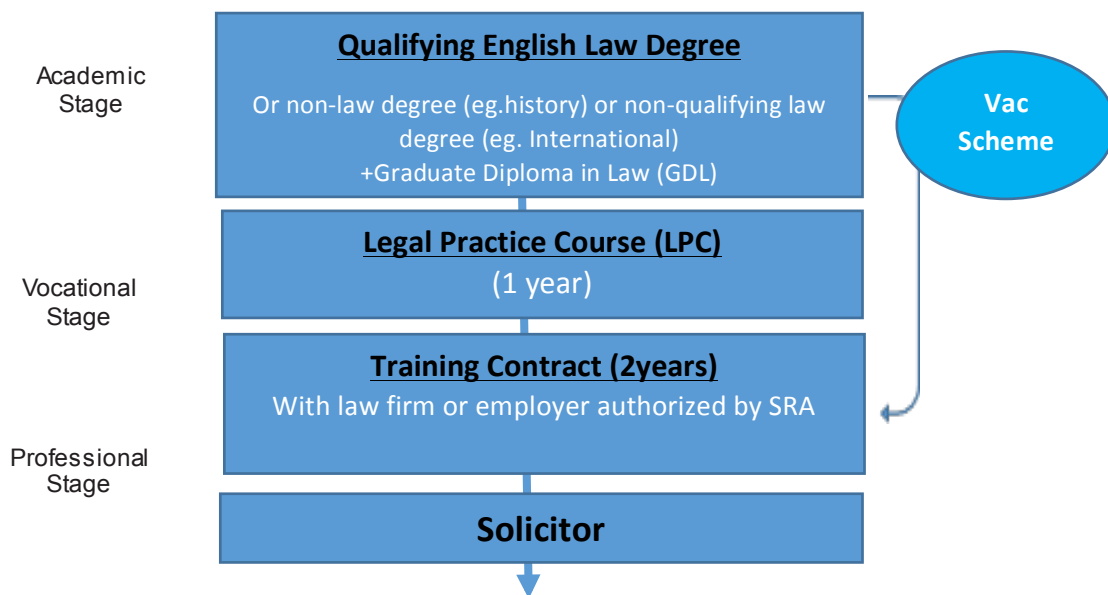 Academic
Stage
Qualifying English Law Degree
Or non-law degree (eg.history) or non-qualifying law
degree (eg. International)
+Graduate Diploma in Law (GDL)
Vac
Scheme
Vocational
Stage
Legal Practice Course (LPC)
(1 year)
Training Contract (2years)
With law firm or employer authorized by SRA
Professional
Stage
Solicitor